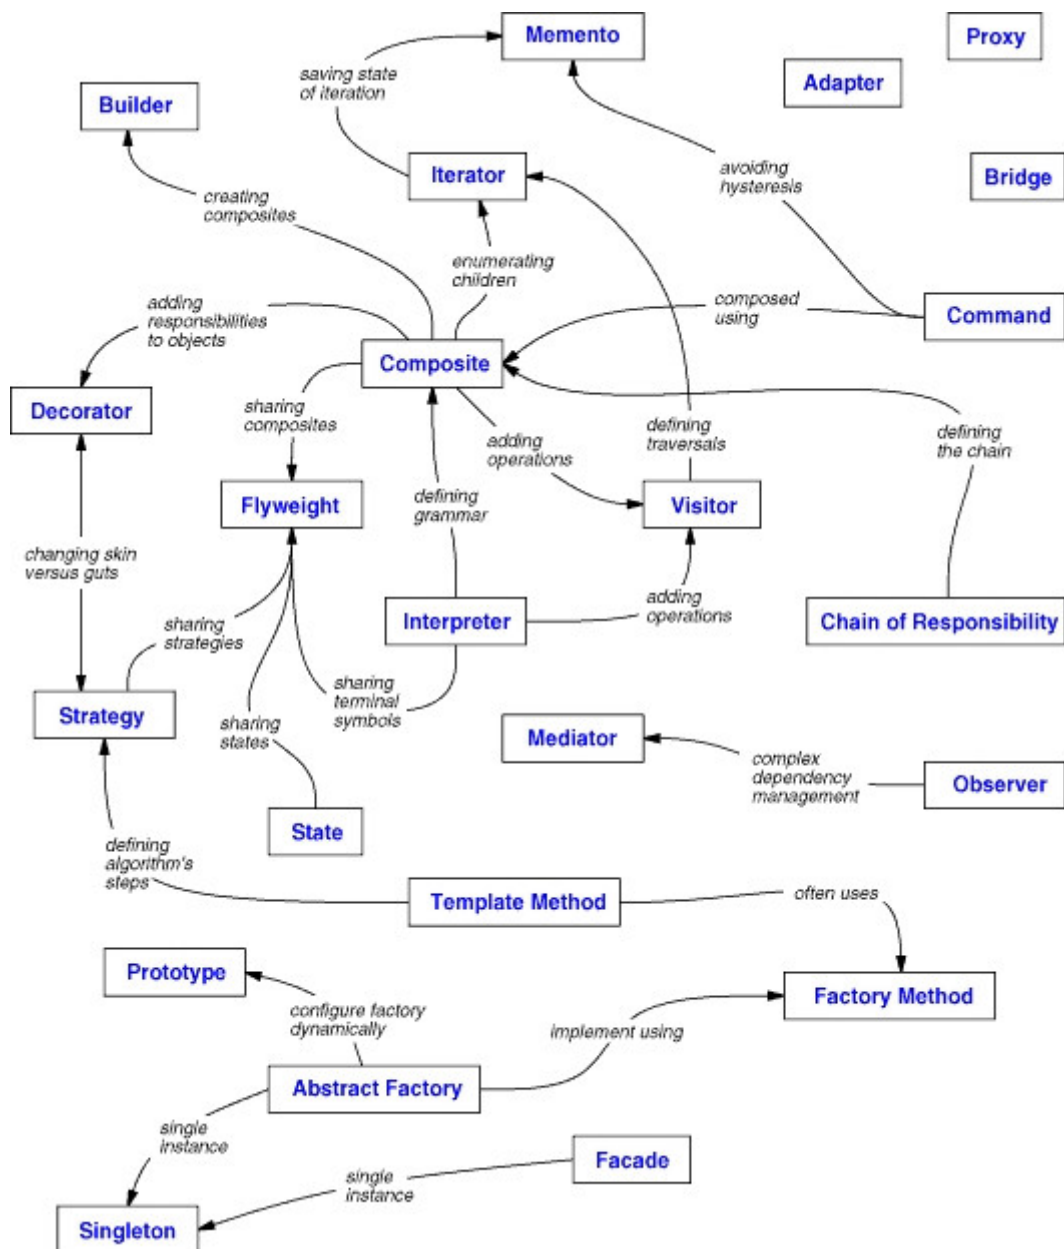 Memento
Proxy
saving state
of iteration
Adapter
Builder
avoiding
hysteresis
Iterator
Bridge
creating
composites
enumerating
children
adding
responsibilities
to objects
composed
using
Command
Composite
Decorator
sharing
composites
adding
operations
defining
traversals
defining
the chain
Flyweight
defining
grammar
Visitor
changing skin
versus guts
adding
operations
Interpreter
Chain of Responsibility
sharing
strategies
sharing
terminal
symbols
Strategy
sharing
states
Mediator
complex
dependency
management
Observer
State
defining
algorithm's
steps
Template Method
often uses
Prototype
Factory Method
configure factory
dynamically
implement using
Abstract Factory
single
instance
Facade
single
instance
Singleton